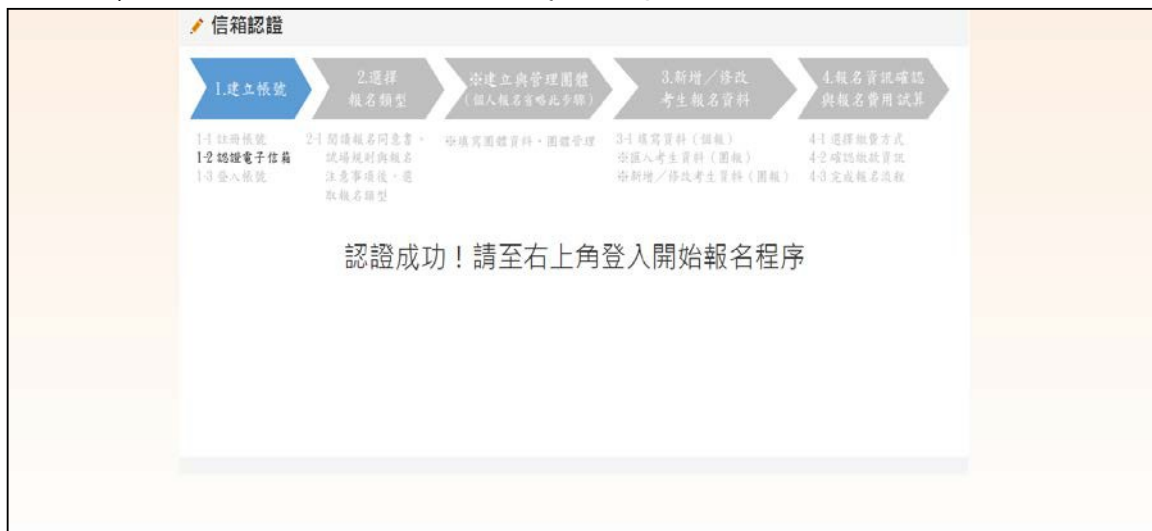 信箱認證
1.建立帳號
2.選擇
報名類型
※建立與管理團體
(個人報名省略此步驟)
3.新增／修改
考生報名資料
4.報名資訊確認
與報名費用試算
1-1 註冊帳號
1-2 認證電子信箱
1-3 登入帳號
2-1 閱讀報名同意書、
試場規則與報名
注意事項後，選
取報名類型
※填寫團體資料、團體管理
3-1 填寫資料（個報）
※匯入考生資料（團報）
※新增／修改考生資料（團報）
4-1 選擇繳費方式
4-2 確認繳款資訊
4-3 完成報名流程
認證成功！請至右上角登入開始報名程序